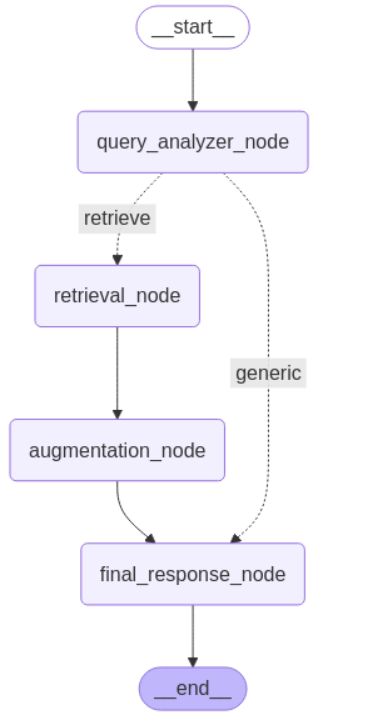 __start__
query_analyzer_node
retrieve
retrieval_node
generic
augmentation_node
final_response_node
__end__